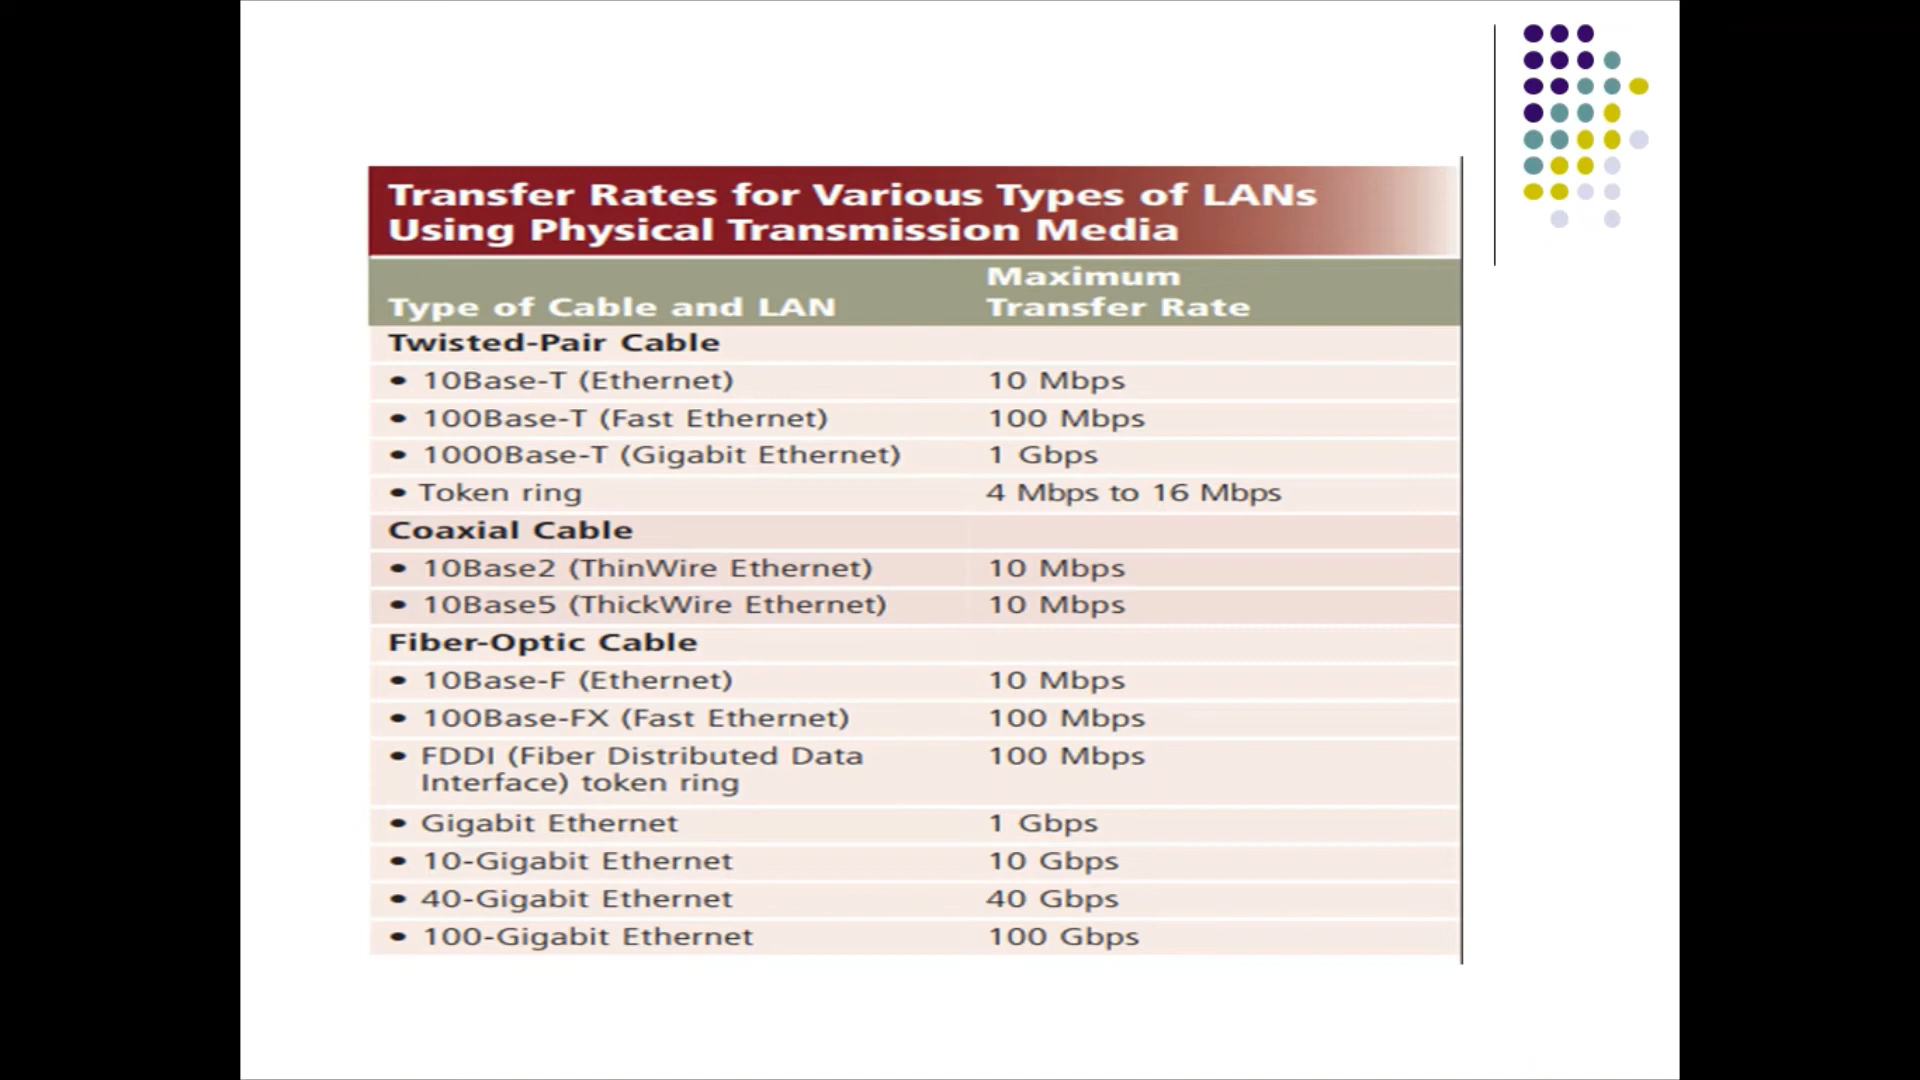 Transfer Rates for Various Types of LANs
Using Physical Transmission Media
Type of Cable and LAN Maximum Transfer Rate
Twisted-Pair Cable
• 10Base-T (Ethernet) 10 Mbps
• 100Base-T (Fast Ethernet) 100 Mbps
• 1000Base-T (Gigabit Ethernet) 1 Gbps
• Token ring 4 Mbps to 16 Mbps
Coaxial Cable
• 10Base2 (ThinWire Ethernet) 10 Mbps
• 10Base5 (ThickWire Ethernet) 10 Mbps
Fiber-Optic Cable
• 10Base-F (Ethernet) 10 Mbps
• 100Base-FX (Fast Ethernet) 100 Mbps
• FDDI (Fiber Distributed Data 100 Mbps
Interface) token ring
• Gigabit Ethernet 1 Gbps
• 10-Gigabit Ethernet 10 Gbps
• 40-Gigabit Ethernet 40 Gbps
• 100-Gigabit Ethernet 100 Gbps